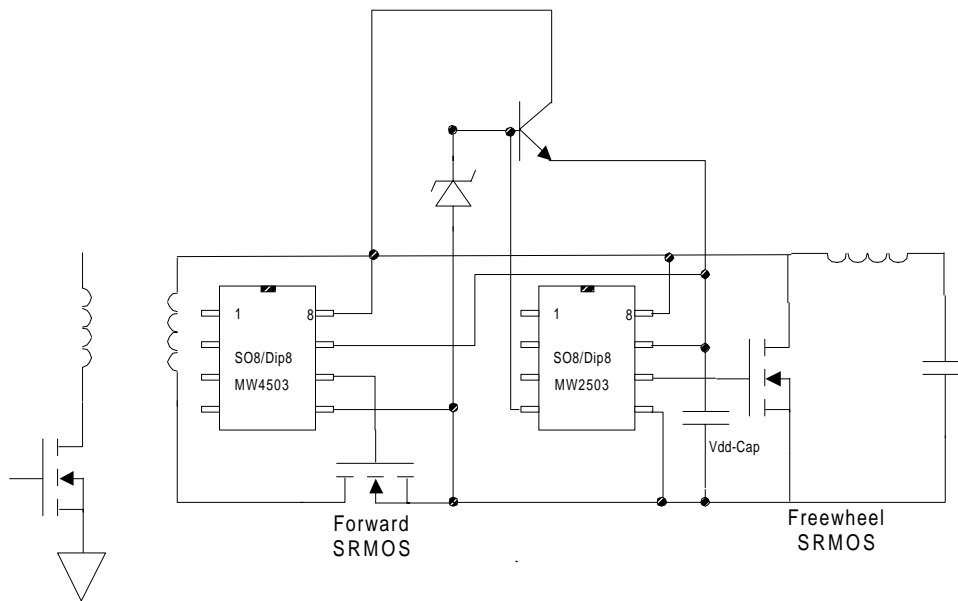 1 8
SO8/Dip8
MW4503
1 8
SO8/Dip8
MW2503
Vdd-Cap
Forward
SRMOS
Freewheel
SRMOS